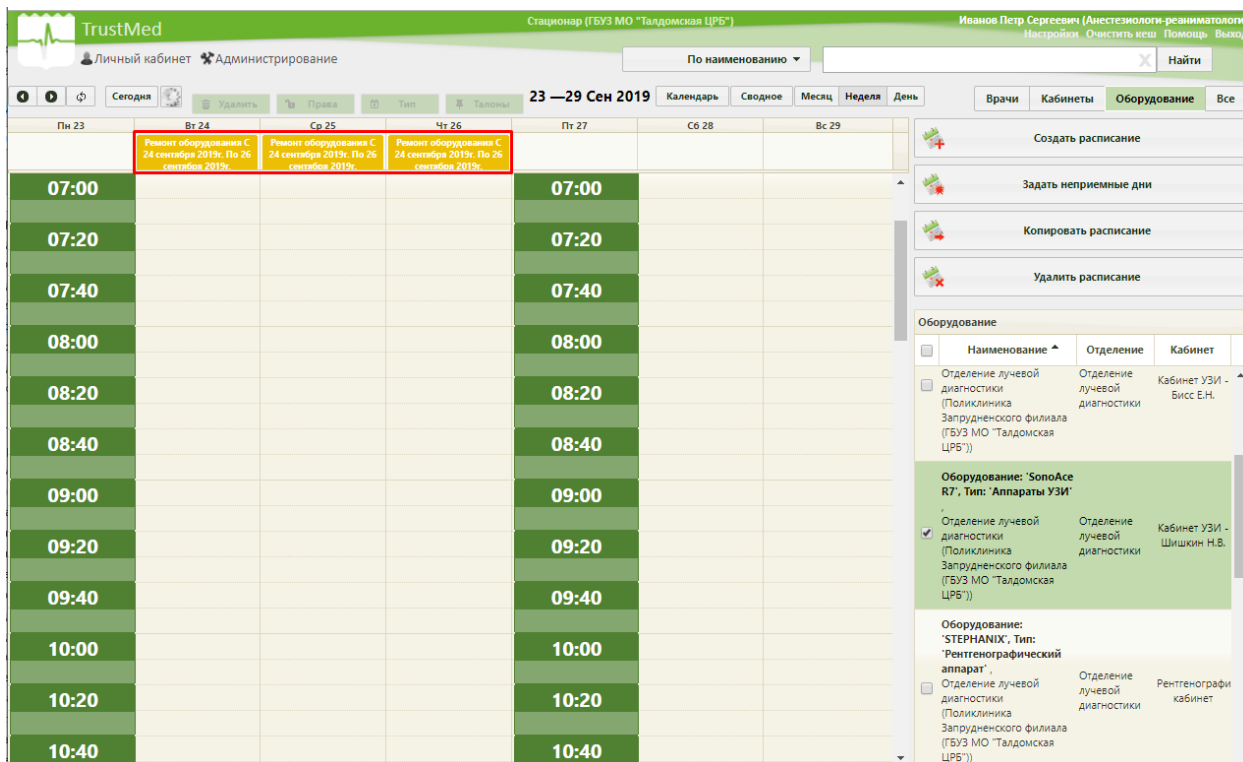 TrustMed
Стационар (ГБУЗ МО "Талдомская ЦРБ")
Иванов Петр Сергеевич (Анестезиологи-реаниматологи
Настройки Очистить кеш Помощь Выход
Личный кабинет Администрирование
По наименованию
Найти
Сегодня
Удалить
Права
Тип
Талоны
23 —29 Сен 2019
Календарь
Сводное
Месяц
Неделя
День
Врачи
Кабинеты
Оборудование
Все
Пн 23
Вт 24
Ср 25
Чт 26
Пт 27
Сб 28
Вс 29
Ремонт оборудования С
24 сентября 2019г. По 26
сентября 2019г.
Ремонт оборудования С
24 сентября 2019г. По 26
сентября 2019г.
Ремонт оборудования С
24 сентября 2019г. По 26
сентября 2019г.
07:00 07:00
07:20 07:20
07:40 07:40
08:00 08:00
08:20 08:20
08:40 08:40
09:00 09:00
09:20 09:20
09:40 09:40
10:00 10:00
10:20 10:20
10:40 10:40
Создать расписание
Задать неприемные дни
Копировать расписание
Удалить расписание
Оборудование
Наименование
Отделение
Кабинет
Отделение лучевой
диагностики
(Поликлиника
Запрудненского филиала
(ГБУЗ МО "Талдомская
ЦРБ"))
Отделение
лучевой
диагностики
Кабинет УЗИ -
Бисс Е.Н.
Оборудование: 'SonoAce
R7', Тип: 'Аппараты УЗИ'
,
Отделение лучевой
диагностики
(Поликлиника
Запрудненского филиала
(ГБУЗ МО "Талдомская
ЦРБ"))
Отделение
лучевой
диагностики
Кабинет УЗИ -
Шишкин Н.В.
Оборудование:
'STEPHANIX', Тип:
'Рентгенографический
аппарат' ,
Отделение лучевой
диагностики
(Поликлиника
Запрудненского филиала
(ГБУЗ МО "Талдомская
ЦРБ"))
Отделение
лучевой
диагностики
Рентгенографи
кабинет